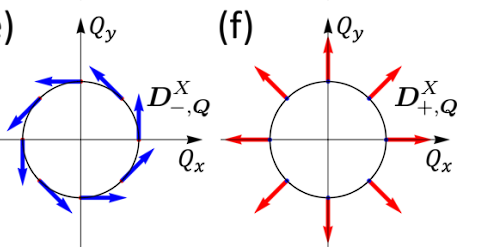 e)
Q_y
D^X_{-,Q}
Q_x
(f)
Q_y
D^X_{+,Q}
Q_x